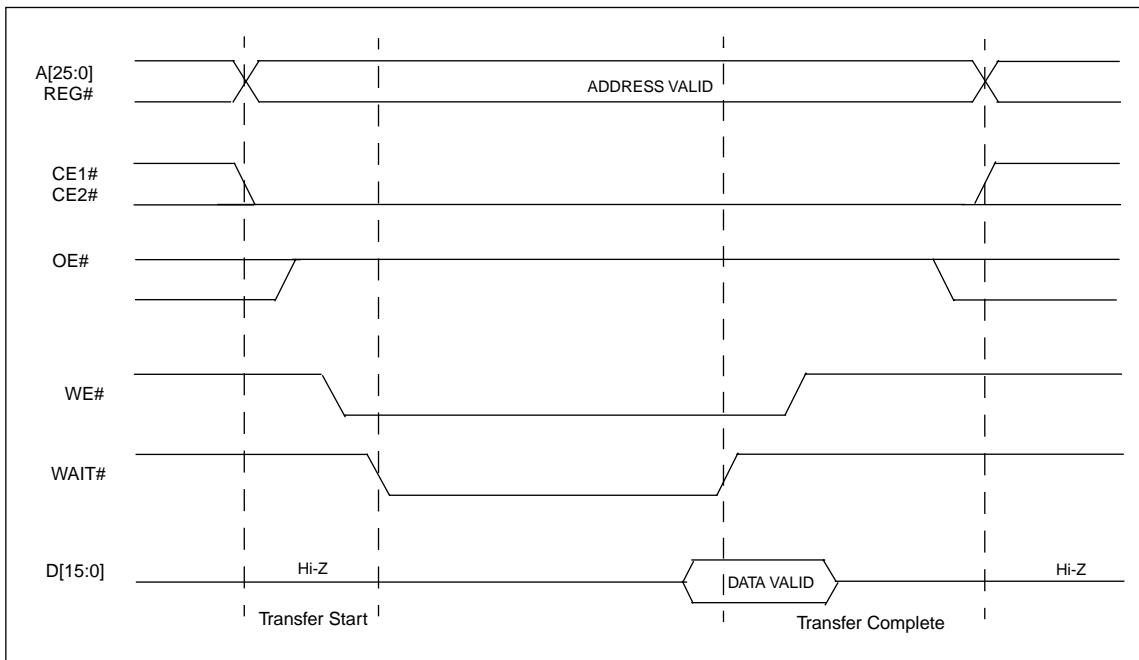 A[25:0]
REG#
ADDRESS VALID
CE1#
CE2#
OE#
WE#
WAIT#
D[15:0]
Hi-Z
DATA VALID
Hi-Z
Transfer Start
Transfer Complete